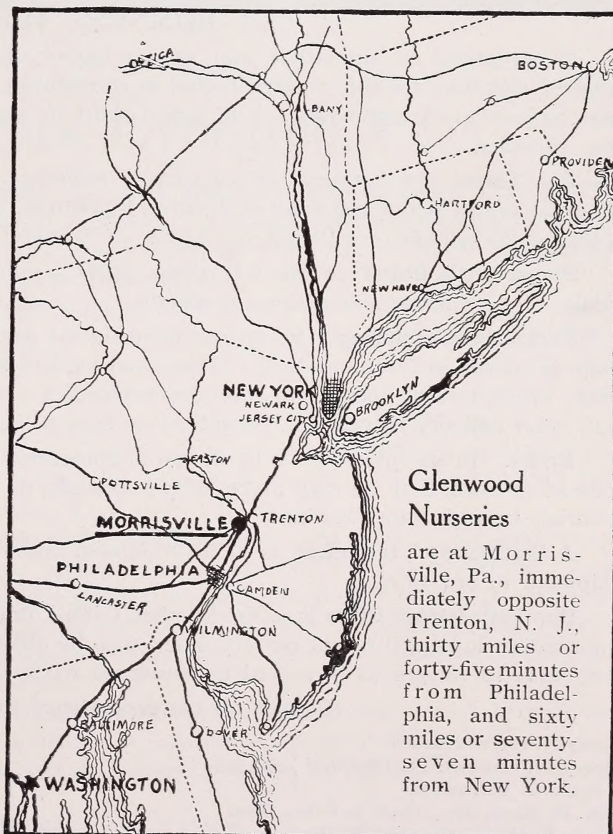 UTICA
BOSTON
ALBANY
PROVIDEN
HARTFORD
NEW HAVEN
NEW YORK
NEWARK
JERSEY CITY
BROOKLYN
EASTON
POTTSVILLE
MORRISVILLE
TRENTON
PHILADELPHIA
CAMDEN
LANCASTER
WILMINGTON
BALTIMORE
DOVER
WASHINGTON
Glenwood
Nurseries
are at Morris-
ville, Pa., imme-
diately opposite
Trenton, N. J.,
thirty miles or
forty-five minutes
from Philadel-
phia, and sixty
miles or seventy-
seven minutes
from New York.